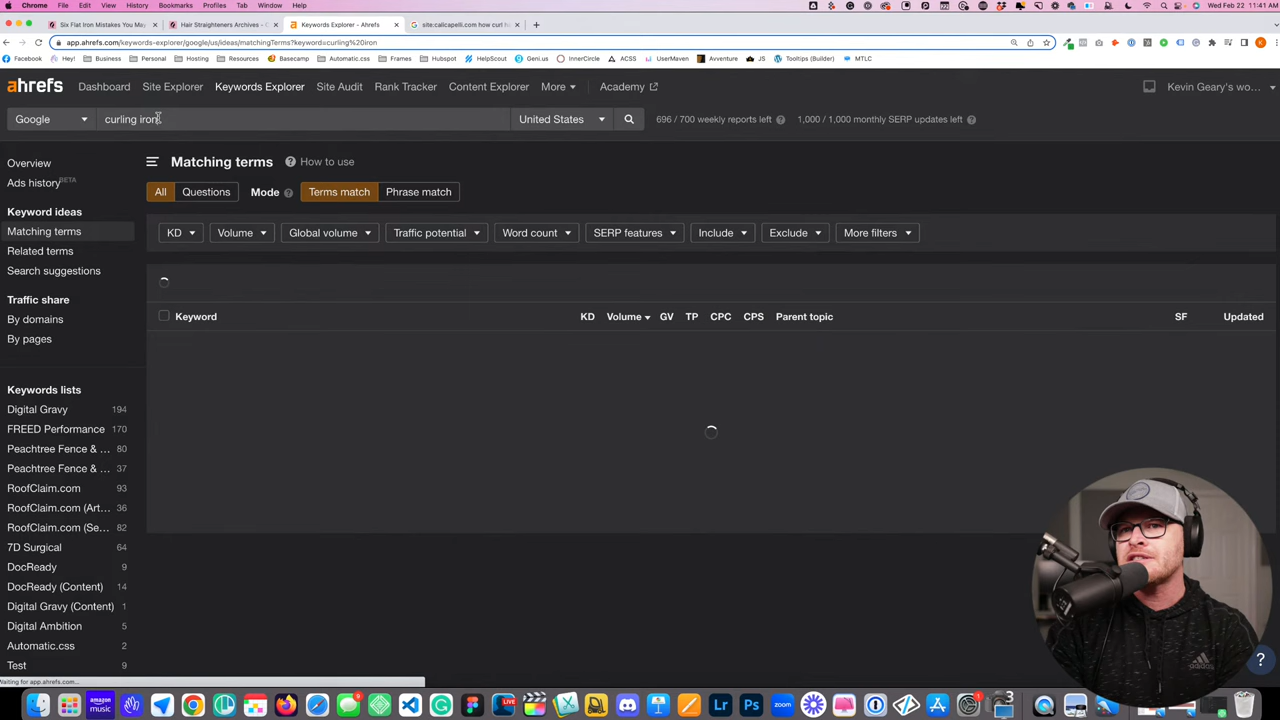 Chrome File Edit View History Bookmarks Profiles Tab Window Help
Wed Feb 22 11:41 AM
Six Flat Iron Mistakes You May
Hair Straighteners Archives -
Keywords Explorer - Ahrefs
site:calicapelli.com how curl h
app.ahrefs.com/keywords-explorer/google/us/ideas/matchingTerms?keyword=curling%20iron
Facebook Hey! Business Personal Hosting Resources Basecamp Automatic.css Frames Hubspot HelpScout Geni.us InnerCircle ACSS UserMaven Avventure JS Tooltips (Builder) MTLC
ahrefs Dashboard Site Explorer Keywords Explorer Site Audit Rank Tracker Content Explorer More Academy Kevin Geary's wo...
Google curling iron United States 696 / 700 weekly reports left ? 1,000 / 1,000 monthly SERP updates left ?
Overview
Ads history BETA
Keyword ideas
Matching terms
Related terms
Search suggestions
Traffic share
By domains
By pages
Keywords lists
Digital Gravy 194
FREED Performance 170
Peachtree Fence & ... 80
Peachtree Fence & ... 37
RoofClaim.com 93
RoofClaim.com (Art... 36
RoofClaim.com (Se... 82
7D Surgical 64
DocReady 9
DocReady (Content) 14
Digital Gravy (Content) 1
Digital Ambition 5
Automatic.css 2
Test 9
Matching terms ? How to use
All Questions Mode ? Terms match Phrase match
KD Volume Global volume Traffic potential Word count SERP features Include Exclude More filters
Keyword KD Volume GV TP CPC CPS Parent topic SF Updated
?
Waiting for app.ahrefs.com...